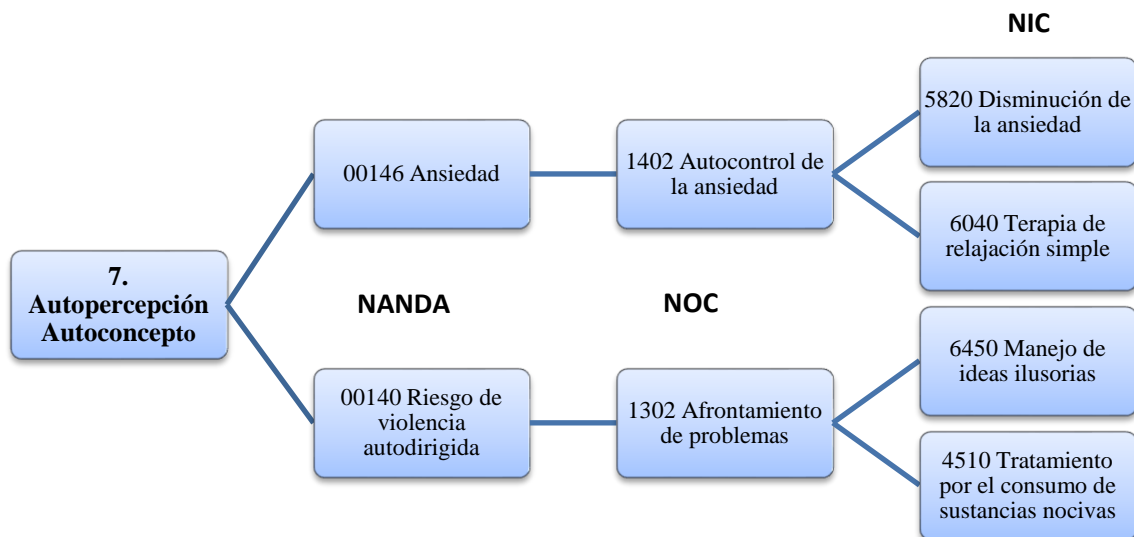 NIC
5820 Disminución de
la ansiedad
00146 Ansiedad
1402 Autocontrol de
la ansiedad
6040 Terapia de
relajación simple
7.
Autopercepción
Autoconcepto
NANDA
NOC
6450 Manejo de
ideas ilusorias
00140 Riesgo de
violencia
autodirigida
1302 Afrontamiento
de problemas
4510 Tratamiento
por el consumo de
sustancias nocivas